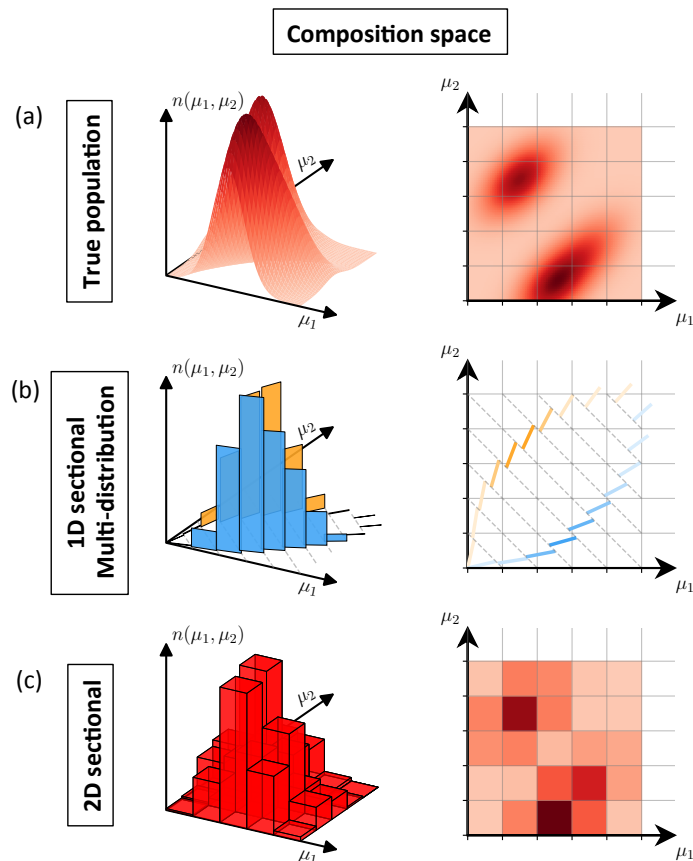 Composition space
(a)
True population
n(μ₁, μ₂)
μ₂
μ₁
μ₂
μ₁
(b)
1D sectional
Multi-distribution
n(μ₁, μ₂)
μ₂
μ₁
μ₂
μ₁
(c)
2D sectional
n(μ₁, μ₂)
μ₂
μ₁
μ₂
μ₁